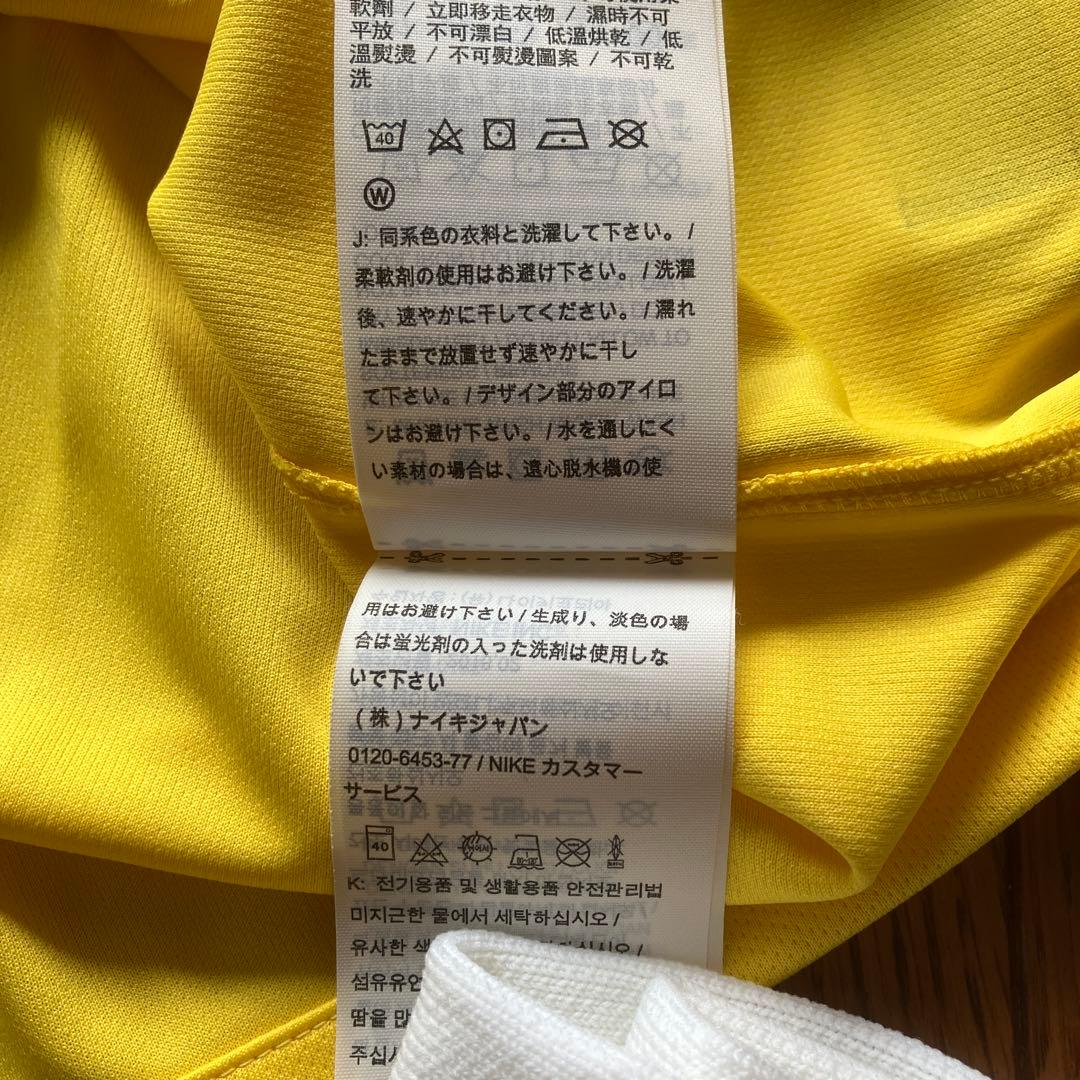 軟劑 / 立即移走衣物 / 濕時不可
平放 / 不可漂白 / 低溫烘乾 / 低
溫熨燙 / 不可熨燙圖案 / 不可乾
洗
40
W
J: 同系色の衣料と洗濯して下さい。/
柔軟剤の使用はお避け下さい。/ 洗濯
後、速やかに干してください。/ 濡れ
たままで放置せず速やかに干し
て下さい。/ デザイン部分のアイロ
ンはお避け下さい。/ 水を通しにく
い素材の場合は、遠心脱水機の使
用はお避け下さい / 生成り、淡色の場
合は蛍光剤の入った洗剤は使用しな
いで下さい
(株) ナイキジャパン
0120-6453-77 / NIKE カスタマー
サービス
40
K: 전기용품 및 생활용품 안전관리법
미지근한 물에서 세탁하십시오 /
유사한
섬유유연
땀을 많
주십시